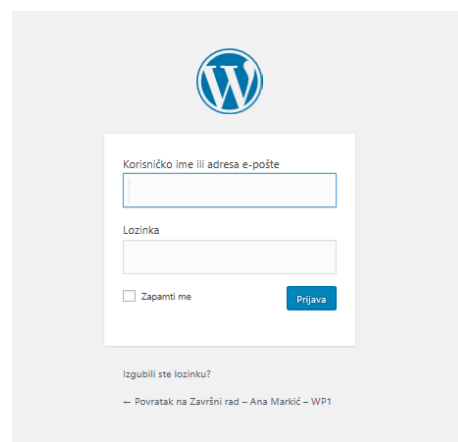 Korisničko ime ili adresa e-pošte
Lozinka
Zapamti me
Prijava
Izgubili ste lozinku?
← Povratak na Završni rad – Ana Markić – WP1